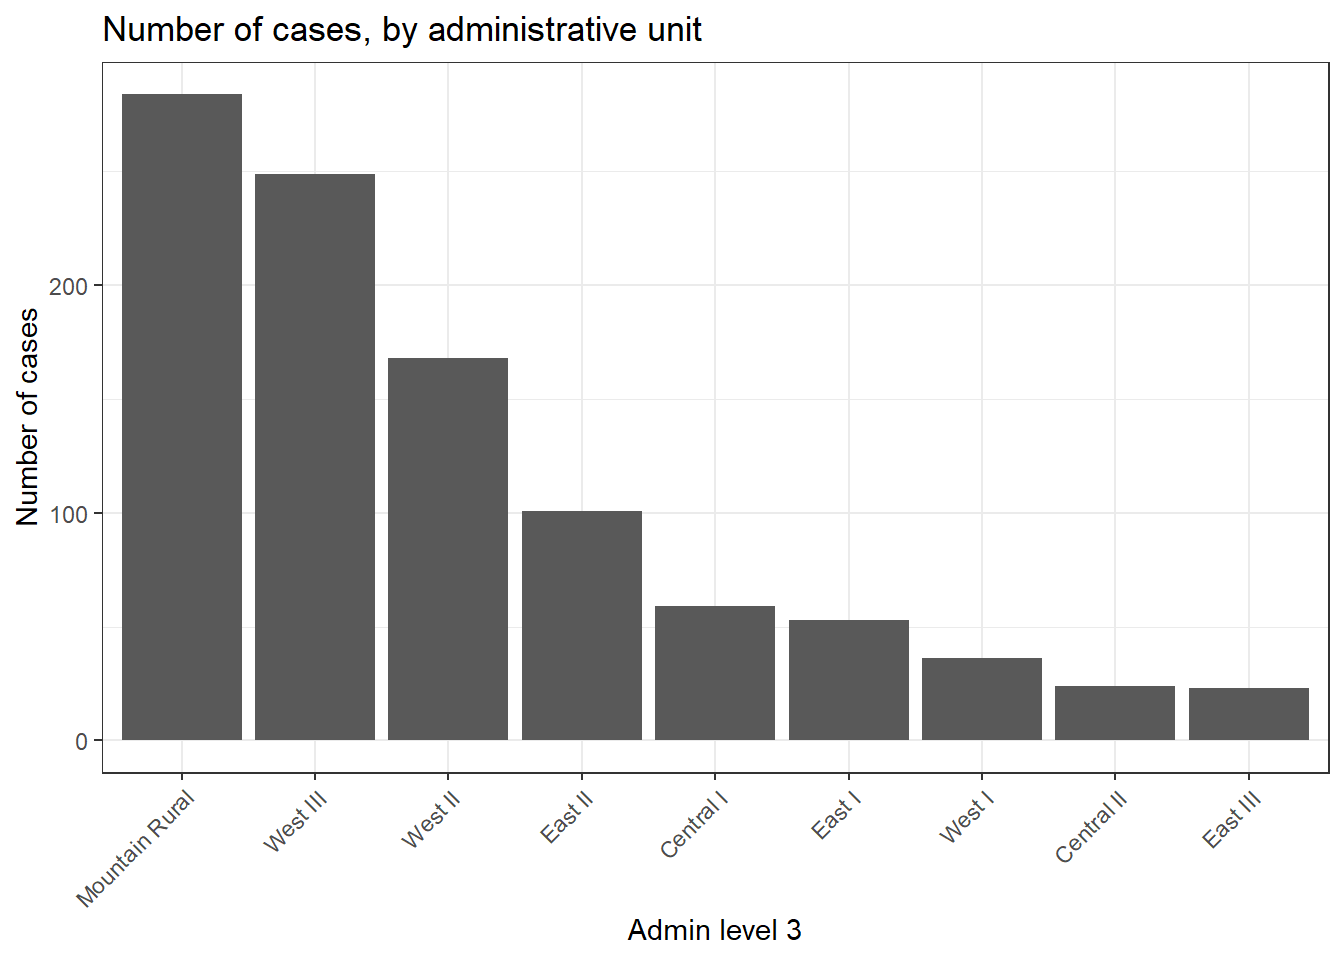 Number of cases, by administrative unit
Number of cases
200
100
0
Mountain Rural
West III
West II
East II
Central I
East I
West I
Central II
East III
Admin level 3